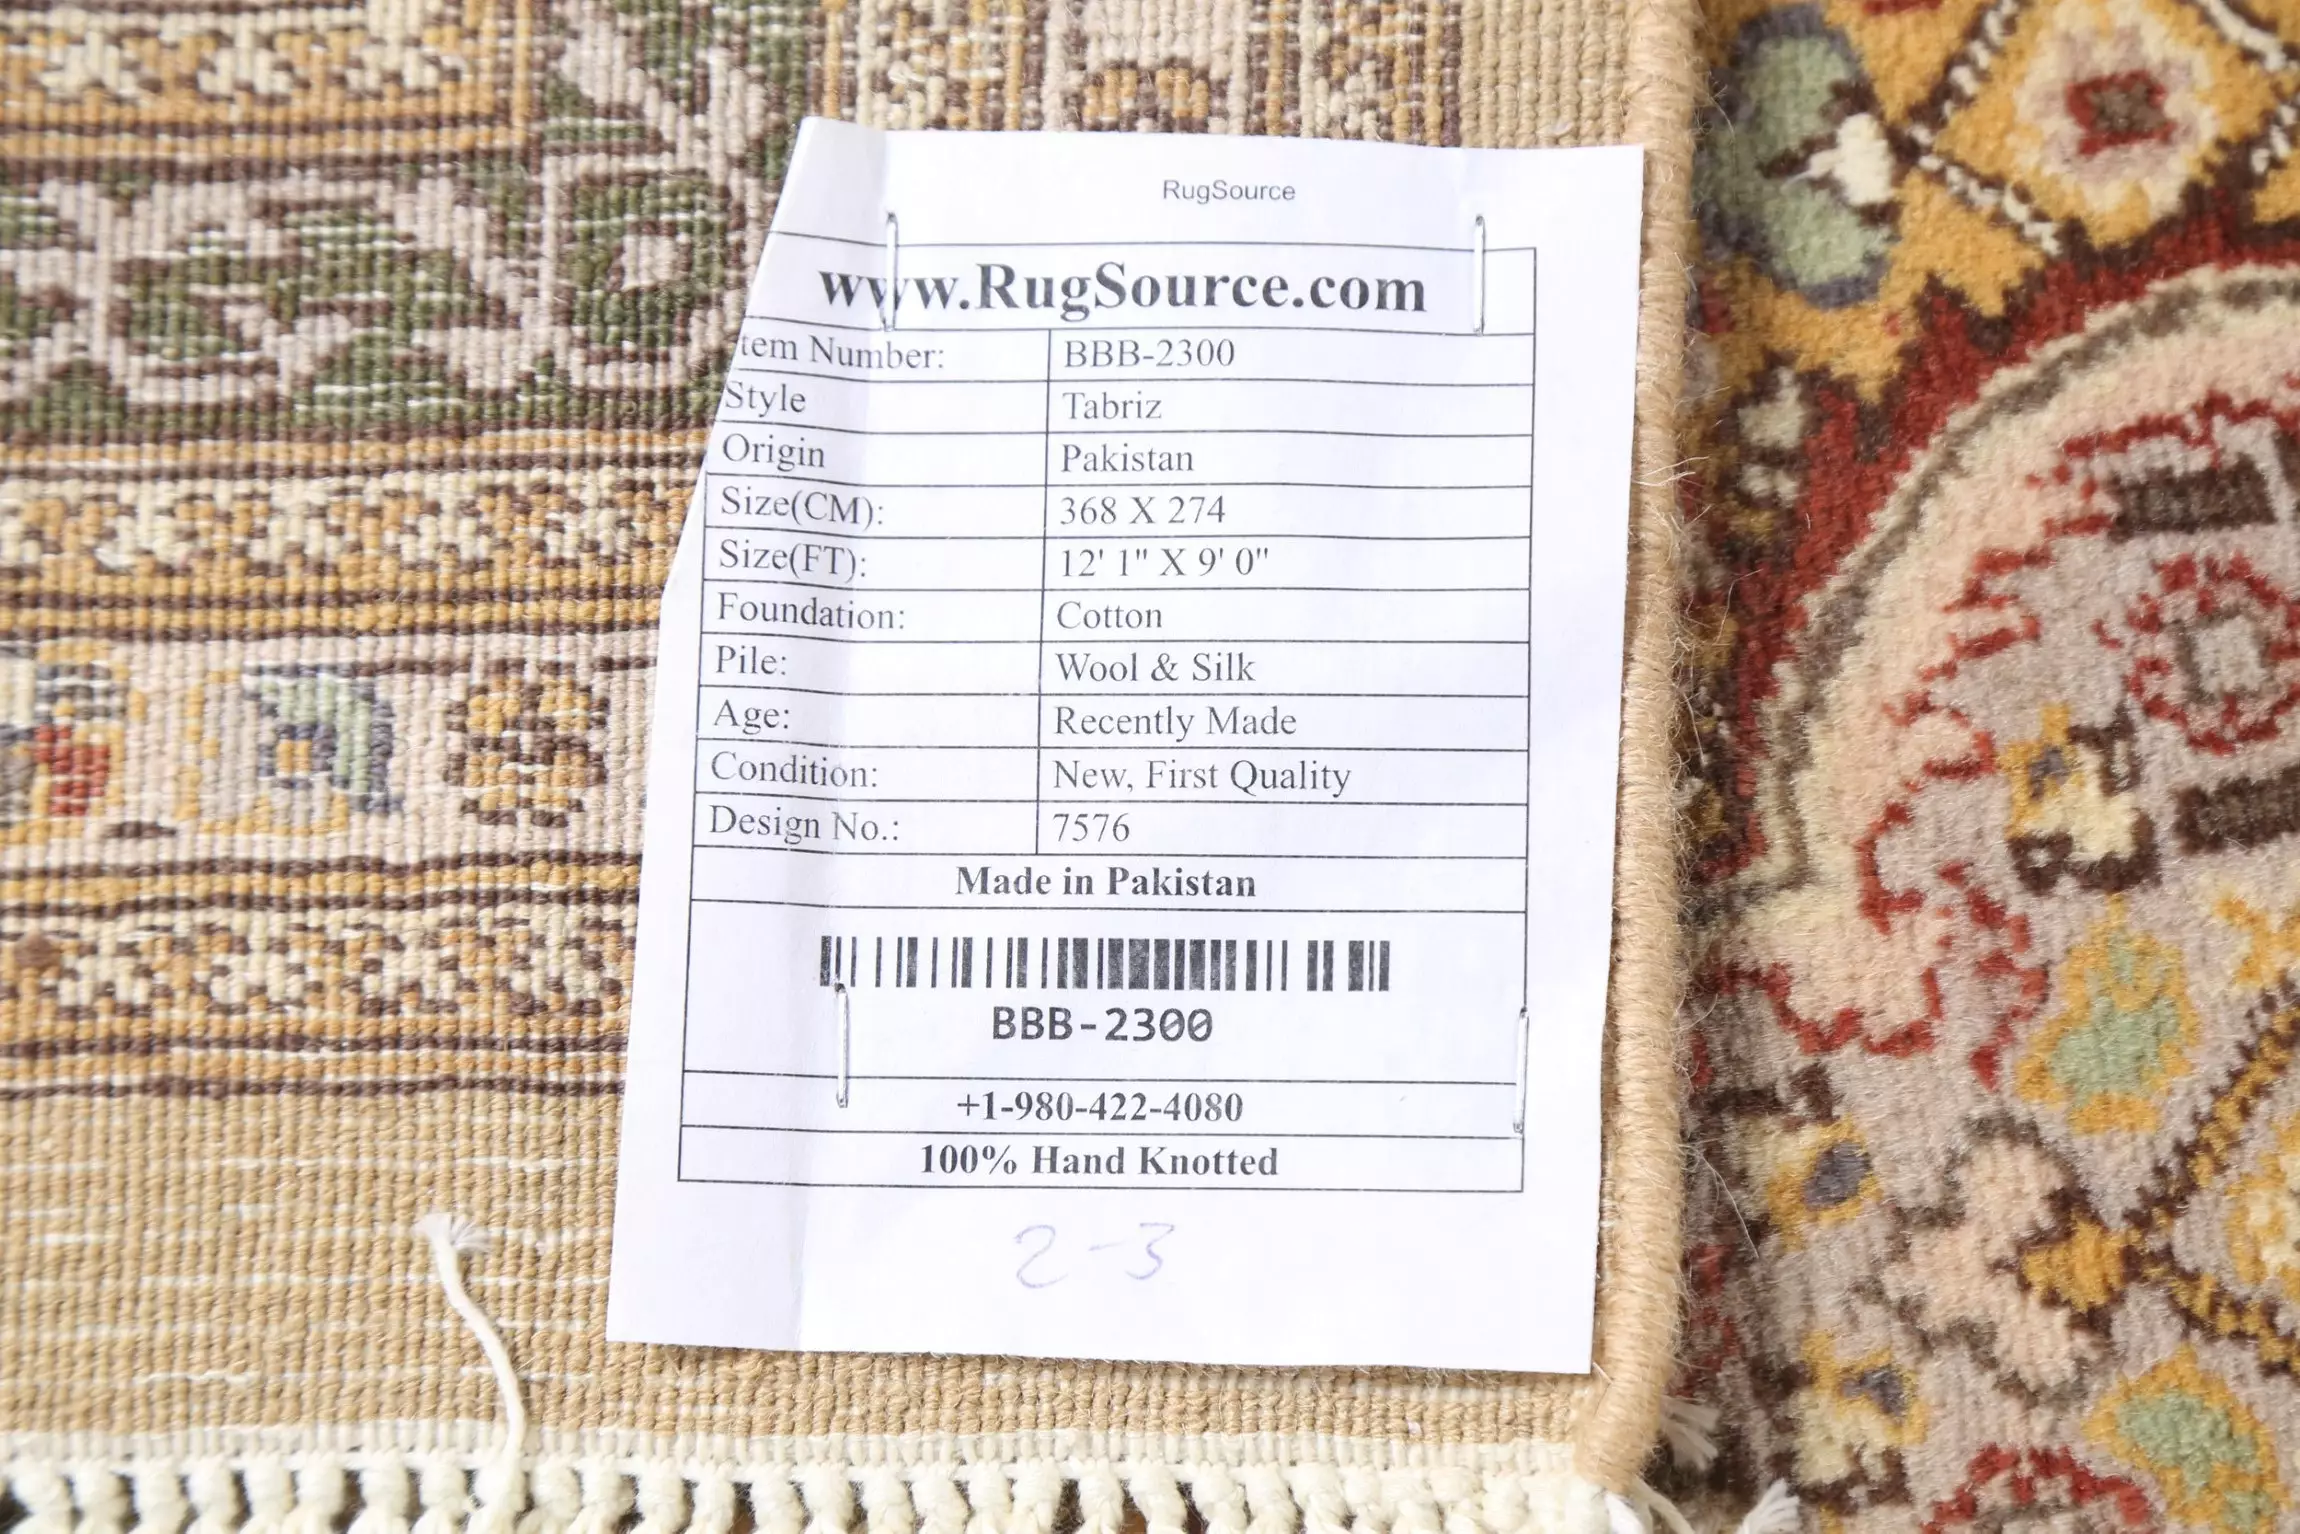 RugSource
www.RugSource.com
tem Number: BBB-2300
Style Tabriz
Origin Pakistan
Size(CM): 368 X 274
Size(FT): 12' 1" X 9' 0"
Foundation: Cotton
Pile: Wool & Silk
Age: Recently Made
Condition: New, First Quality
Design No.: 7576
Made in Pakistan
BBB-2300
+1-980-422-4080
100% Hand Knotted
2-3